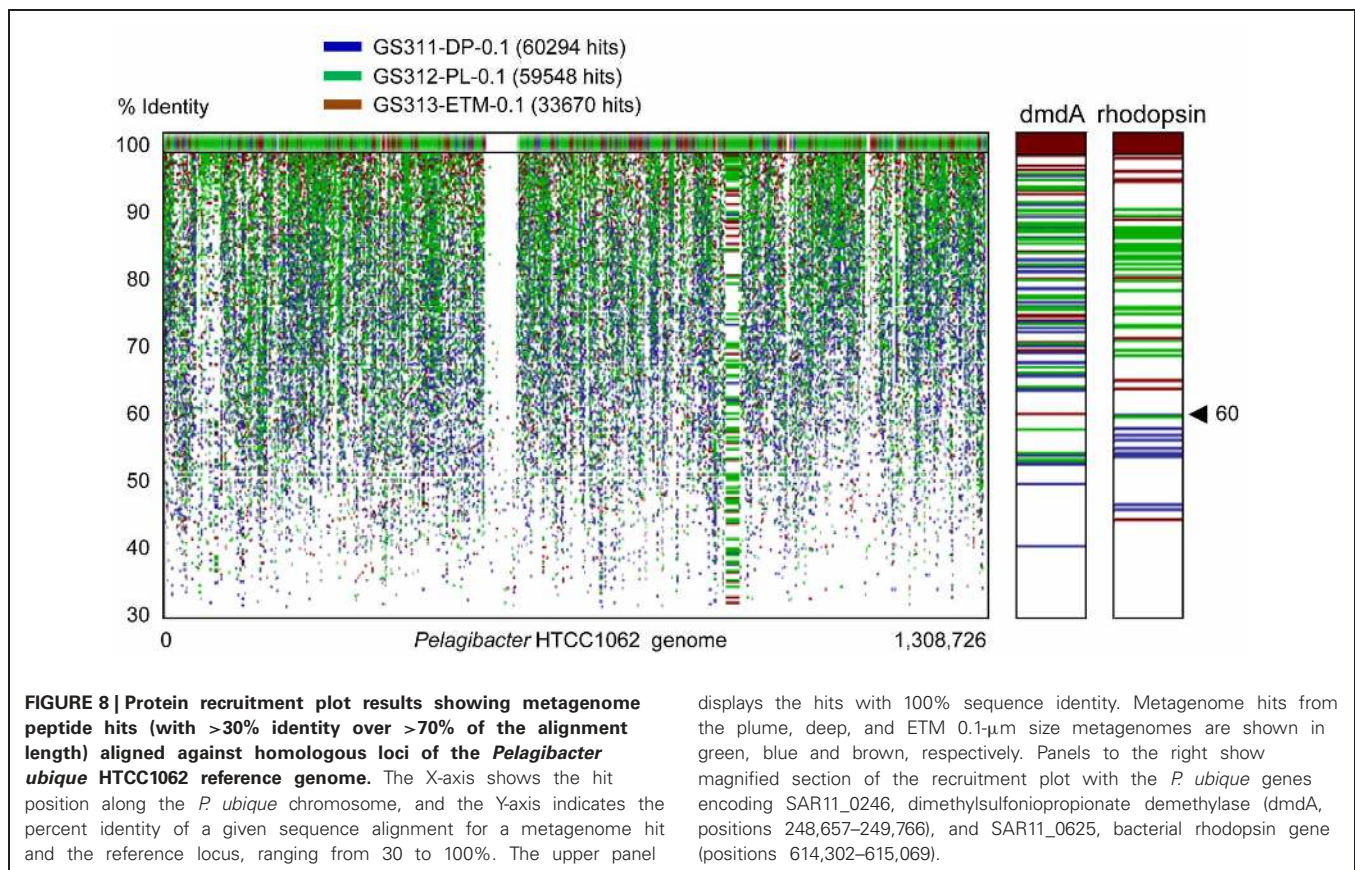 GS311-DP-0.1 (60294 hits)
GS312-PL-0.1 (59548 hits)
GS313-ETM-0.1 (33670 hits)
% Identity
dmdA rhodopsin
100
90
80
70
60
50
40
30
◄ 60
0
Pelagibacter HTCC1062 genome
1,308,726
FIGURE 8 | Protein recruitment plot results showing metagenome
peptide hits (with >30% identity over >70% of the alignment
length) aligned against homologous loci of the Pelagibacter
ubique HTCC1062 reference genome. The X-axis shows the hit
position along the P. ubique chromosome, and the Y-axis indicates the
percent identity of a given sequence alignment for a metagenome hit
and the reference locus, ranging from 30 to 100%. The upper panel
displays the hits with 100% sequence identity. Metagenome hits from
the plume, deep, and ETM 0.1-μm size metagenomes are shown in
green, blue and brown, respectively. Panels to the right show
magnified section of the recruitment plot with the P. ubique genes
encoding SAR11_0246, dimethylsulfoniopropionate demethylase (dmdA,
positions 248,657–249,766), and SAR11_0625, bacterial rhodopsin gene
(positions 614,302–615,069).